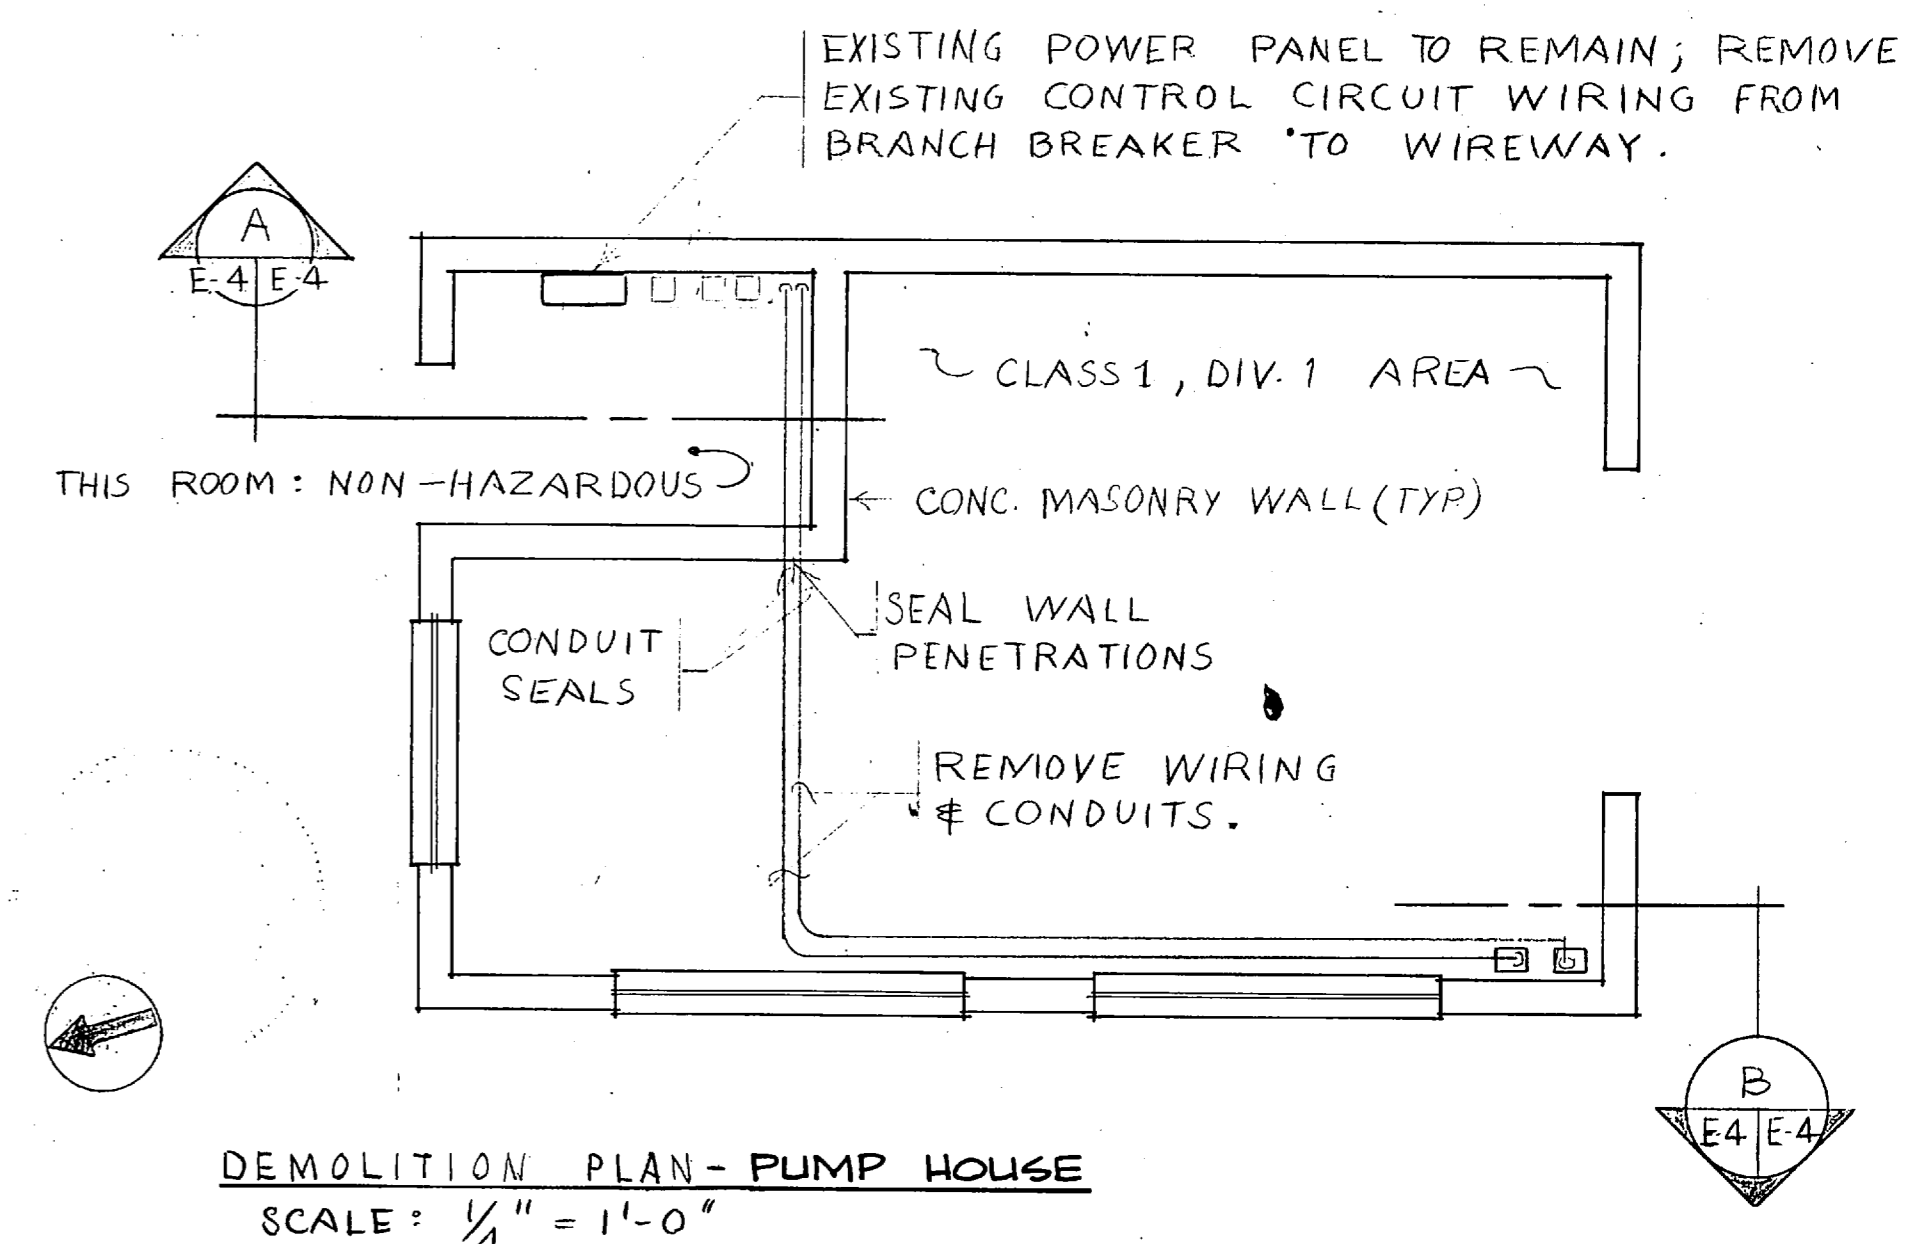 EXISTING POWER PANEL TO REMAIN; REMOVE
EXISTING CONTROL CIRCUIT WIRING FROM
BRANCH BREAKER TO WIREWAY.
A
E-4 E-4
CLASS 1, DIV. 1 AREA
THIS ROOM: NON-HAZARDOUS
CONC. MASONRY WALL (TYP.)
SEAL WALL
PENETRATIONS
CONDUIT
SEALS
REMOVE WIRING
& CONDUITS.
B
E-4 E-4
DEMOLITION PLAN - PUMP HOUSE
SCALE: 1/4" = 1'-0"